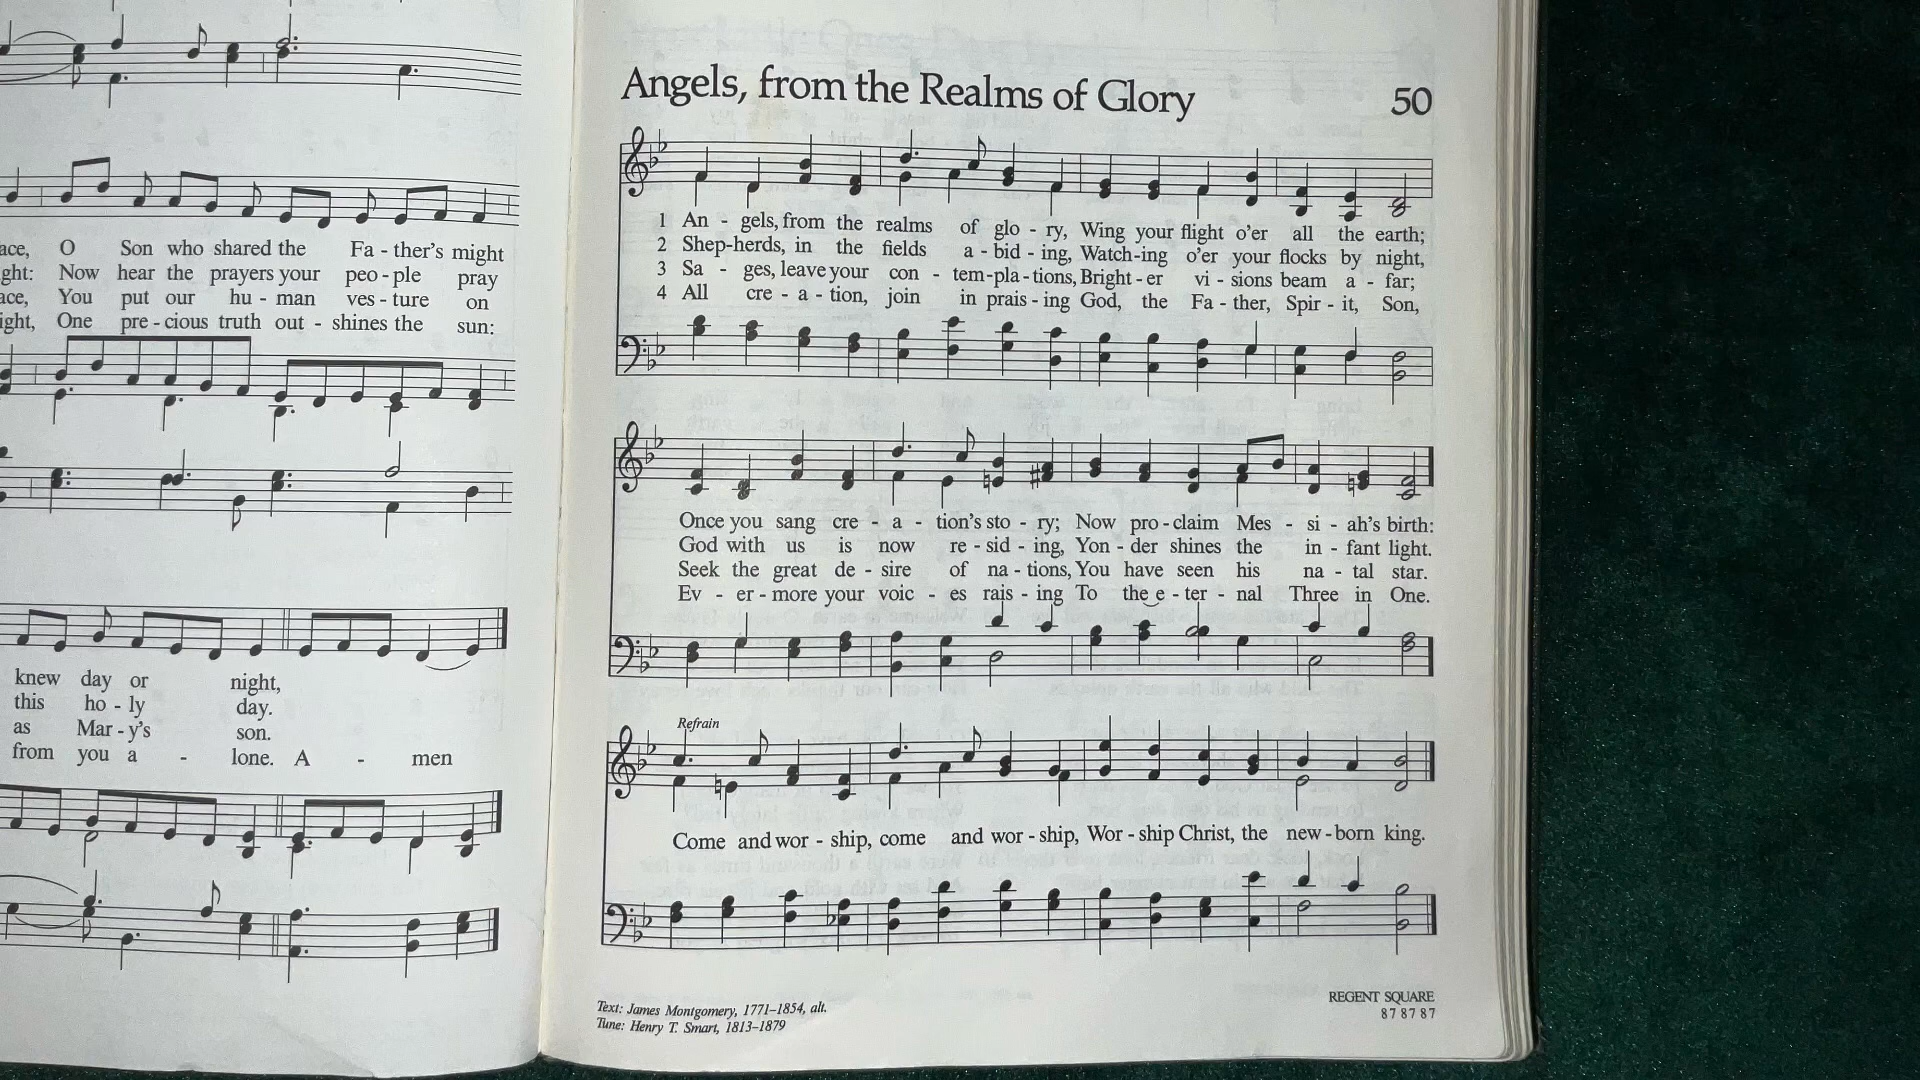 ace, O Son who shared the Fa - ther's might
ght: Now hear the prayers your peo - ple pray
ace, You put our hu - man ves - ture on
ight, One pre - cious truth out - shines the sun:
knew day or night,
this ho - ly day.
as Mar - y's son.
from you a - lone. A - men
Angels, from the Realms of Glory 50
1 An - gels, from the realms of glo - ry, Wing your flight o'er all the earth;
2 Shep-herds, in the fields a - bid - ing, Watch-ing o'er your flocks by night,
3 Sa - ges, leave your con - tem-pla-tions, Bright-er vi - sions beam a - far;
4 All cre - a - tion, join in prais - ing God, the Fa - ther, Spir - it, Son,
Once you sang cre - a - tion's sto - ry; Now pro - claim Mes - si - ah's birth:
God with us is now re - sid - ing, Yon - der shines the in - fant light.
Seek the great de - sire of na - tions, You have seen his na - tal star.
Ev - er - more your voic - es rais - ing To the e - ter - nal Three in One.
Refrain
Come and wor - ship, come and wor - ship, Wor - ship Christ, the new - born king.
Text: James Montgomery, 1771–1854, alt.
Tune: Henry T. Smart, 1813–1879
REGENT SQUARE
87 87 87